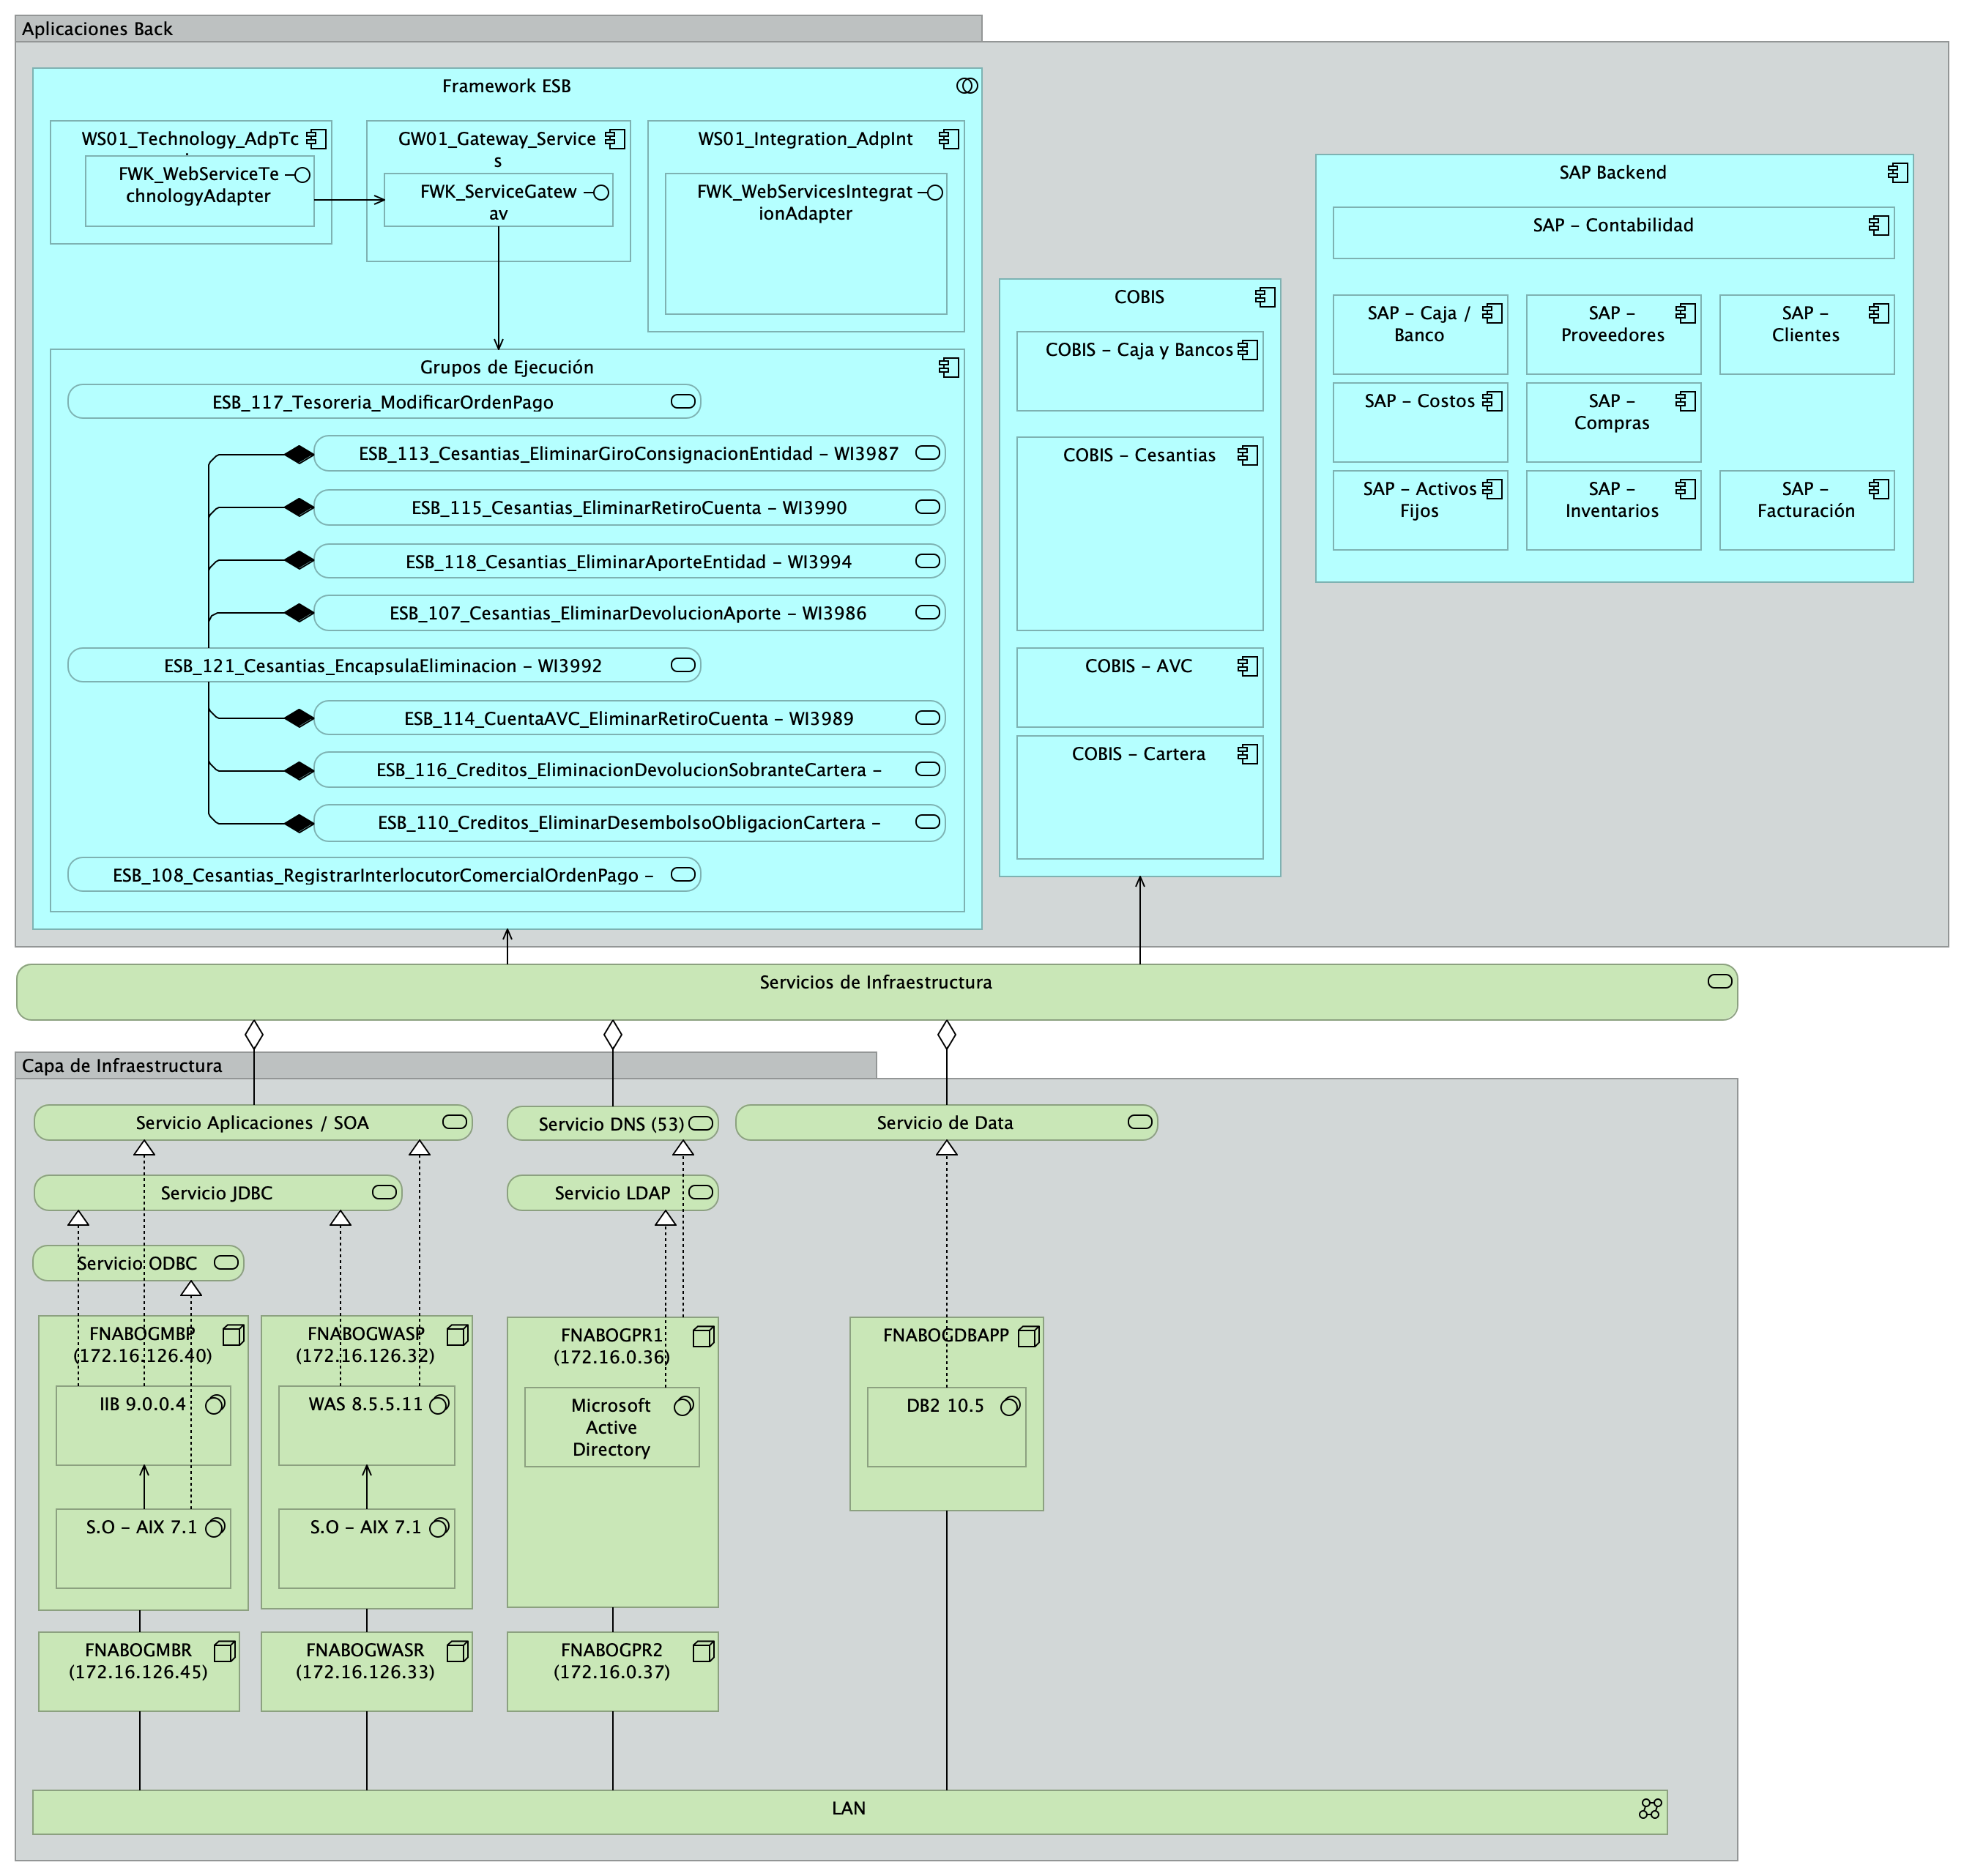 Aplicaciones Back
Framework ESB
WS01_Technology_AdpTc
FWK_WebServiceTe
chnologyAdapter
GW01_Gateway_Service
s
FWK_ServiceGatew
WS01_Integration_AdpInt
FWK_WebServicesIntegrat
ionAdapter
Grupos de Ejecución
ESB_117_Tesoreria_ModificarOrdenPago
ESB_113_Cesantias_EliminarGiroConsignacionEntidad – WI3987
ESB_115_Cesantias_EliminarRetiroCuenta – WI3990
ESB_118_Cesantias_EliminarAporteEntidad – WI3994
ESB_107_Cesantias_EliminarDevolucionAporte – WI3986
ESB_121_Cesantias_EncapsulaEliminacion – WI3992
ESB_114_CuentaAVC_EliminarRetiroCuenta – WI3989
ESB_116_Creditos_EliminacionDevolucionSobranteCartera –
ESB_110_Creditos_EliminarDesembolsoObligacionCartera –
ESB_108_Cesantias_RegistrarInterlocutorComercialOrdenPago –
COBIS
COBIS – Caja y Bancos
COBIS – Cesantias
COBIS – AVC
COBIS – Cartera
SAP Backend
SAP – Contabilidad
SAP – Caja /
Banco
SAP –
Proveedores
SAP –
Clientes
SAP – Costos
SAP –
Compras
SAP – Activos
Fijos
SAP –
Inventarios
SAP –
Facturación
Servicios de Infraestructura
Capa de Infraestructura
Servicio Aplicaciones / SOA
Servicio DNS (53)
Servicio de Data
Servicio JDBC
Servicio LDAP
Servicio ODBC
FNABOGMBP
(172.16.126.40)
IIB 9.0.0.4
S.O – AIX 7.1
FNABOGWASP
(172.16.126.32)
WAS 8.5.5.11
S.O – AIX 7.1
FNABOGPR1
(172.16.0.36)
Microsoft
Active
Directory
FNABOGDBAPP
DB2 10.5
FNABOGMBR
(172.16.126.45)
FNABOGWASR
(172.16.126.33)
FNABOGPR2
(172.16.0.37)
LAN